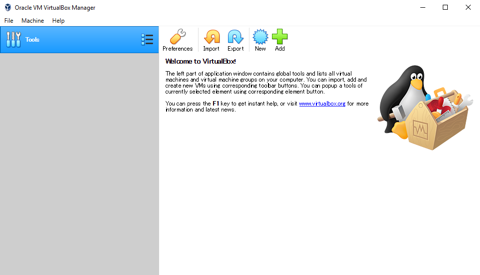 Oracle VM VirtualBox Manager
File Machine Help
Tools
Preferences Import Export New Add
Welcome to VirtualBox!
The left part of application window contains global tools and lists all virtual
machines and virtual machine groups on your computer. You can import, add and
create new VMs using corresponding toolbar buttons. You can popup a tools of
currently selected element using corresponding element button.
You can press the F1 key to get instant help, or visit www.virtualbox.org for more
information and latest news.